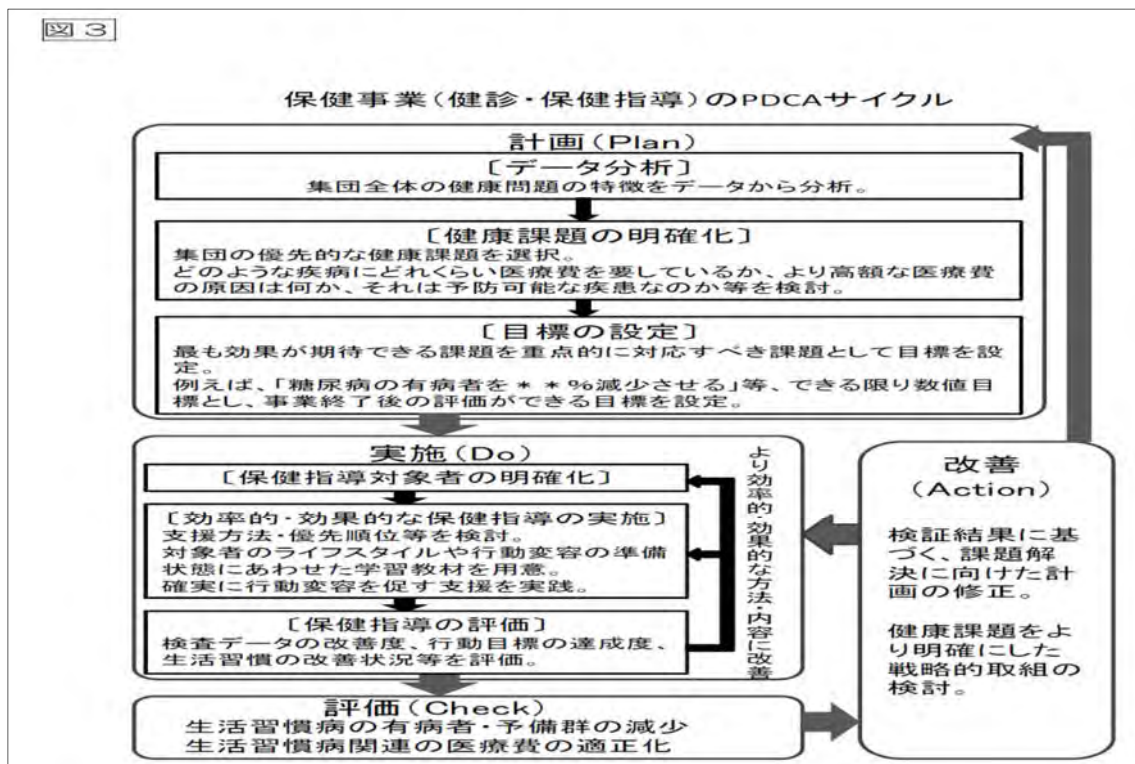 図3
保健事業(健診・保健指導)のPDCAサイクル
計画(Plan)
[データ分析]
集団全体の健康問題の特徴をデータから分析。
[健康課題の明確化]
集団の優先的な健康課題を選択。
どのような疾病にどれくらい医療費を要しているか、より高額な医療費
の原因は何か、それは予防可能な疾患なのか等を検討。
[目標の設定]
最も効果が期待できる課題を重点的に対応すべき課題として目標を設
定。
例えば、「糖尿病の有病者を**%減少させる」等、できる限り数値目
標とし、事業終了後の評価ができる目標を設定。
実施(Do)
[保健指導対象者の明確化]
[効率的・効果的な保健指導の実施]
支援方法・優先順位等を検討。
対象者のライフスタイルや行動変容の準備
状態にあわせた学習教材を用意。
確実に行動変容を促す支援を実践。
[保健指導の評価]
検査データの改善度、行動目標の達成度、
生活習慣の改善状況等を評価。
より効率的・効果的な方法・内容に改善
評価(Check)
生活習慣病の有病者・予備群の減少
生活習慣病関連の医療費の適正化
改善
(Action)
検証結果に基
づく、課題解
決に向けた計
画の修正。
健康課題をよ
り明確にした
戦略的取組の
検討。